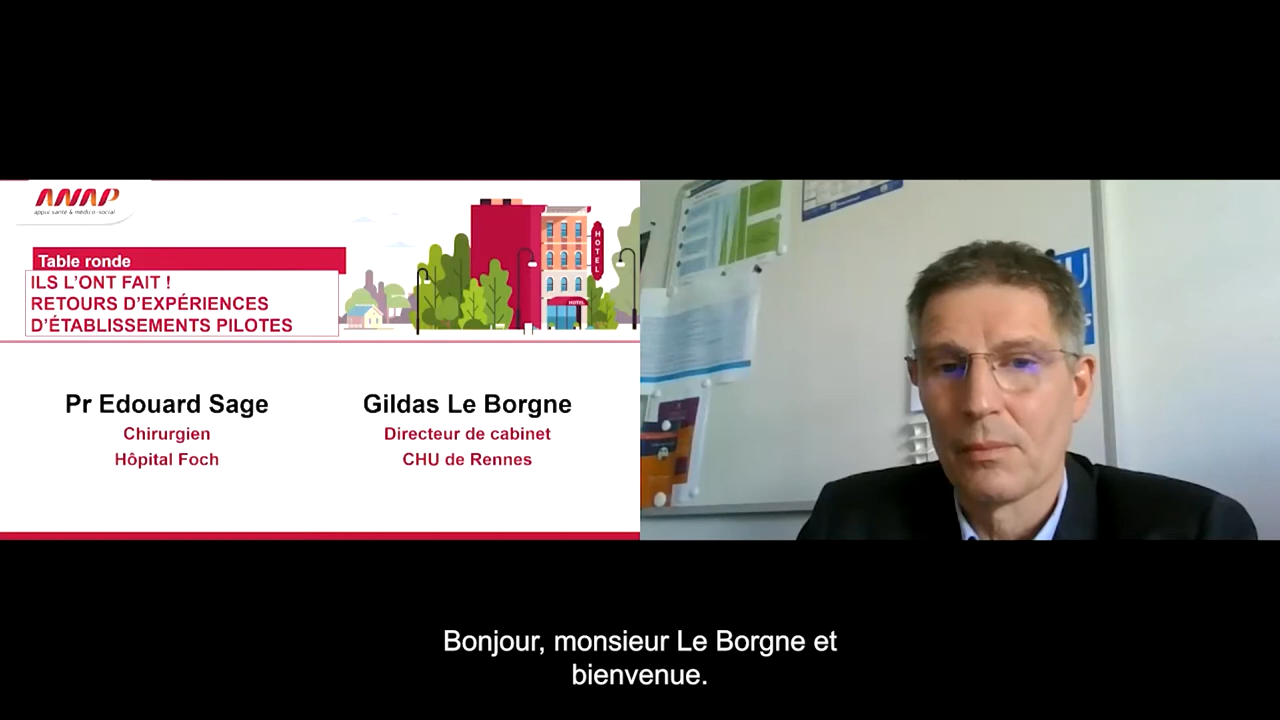 ANAP
appui santé & médico-social
Table ronde
ILS L'ONT FAIT !
RETOURS D'EXPÉRIENCES
D'ÉTABLISSEMENTS PILOTES
HOTEL
HOTEL
Pr Edouard Sage
Chirurgien
Hôpital Foch
Gildas Le Borgne
Directeur de cabinet
CHU de Rennes
Bonjour, monsieur Le Borgne et
bienvenue.